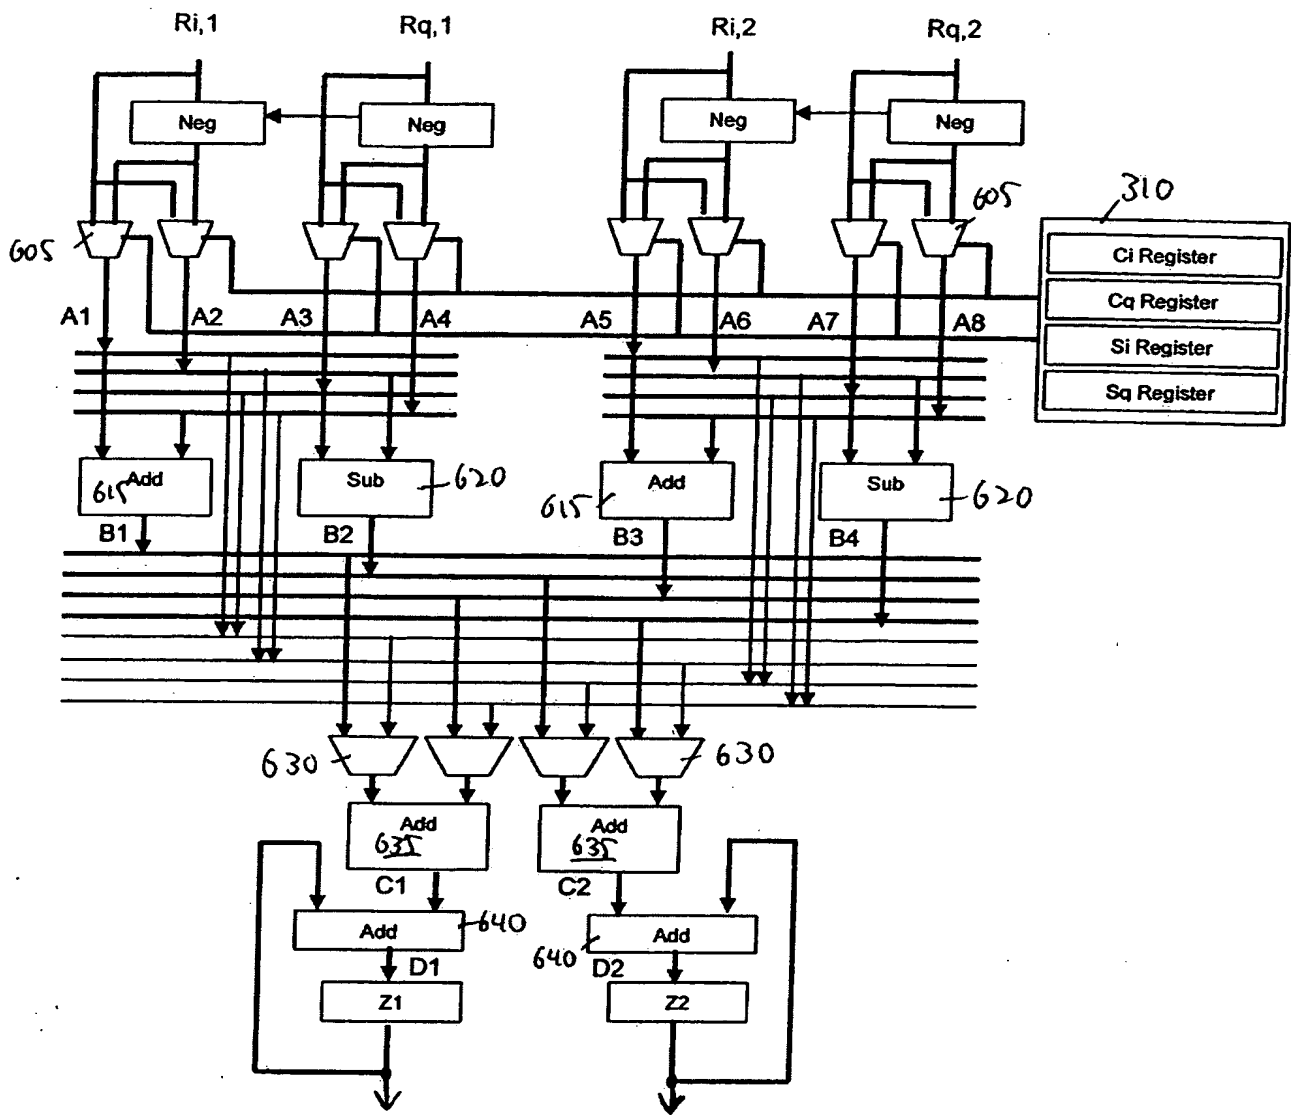 Ri,1 Rq,1 Ri,2 Rq,2
Neg Neg Neg Neg
310
605 605
Ci Register
Cq Register
Si Register
Sq Register
A1 A2 A3 A4 A5 A6 A7 A8
Add Sub Add Sub
615 620 615 620
B1 B2 B3 B4
630 630
Add Add
635 635
C1 C2
Add 640 640 Add
D1 D2
Z1 Z2